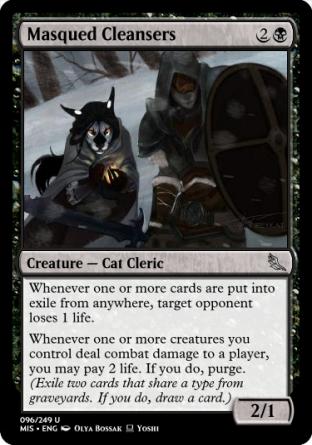 Masqued Cleansers 2B
Creature — Cat Cleric
Whenever one or more cards are put into
exile from anywhere, target opponent
loses 1 life.
Whenever one or more creatures you
control deal combat damage to a player,
you may pay 2 life. If you do, purge.
(Exile two cards that share a type from
graveyards. If you do, draw a card.)
2/1
096/249 U
MIS • ENG Olya Bossak Yoshi